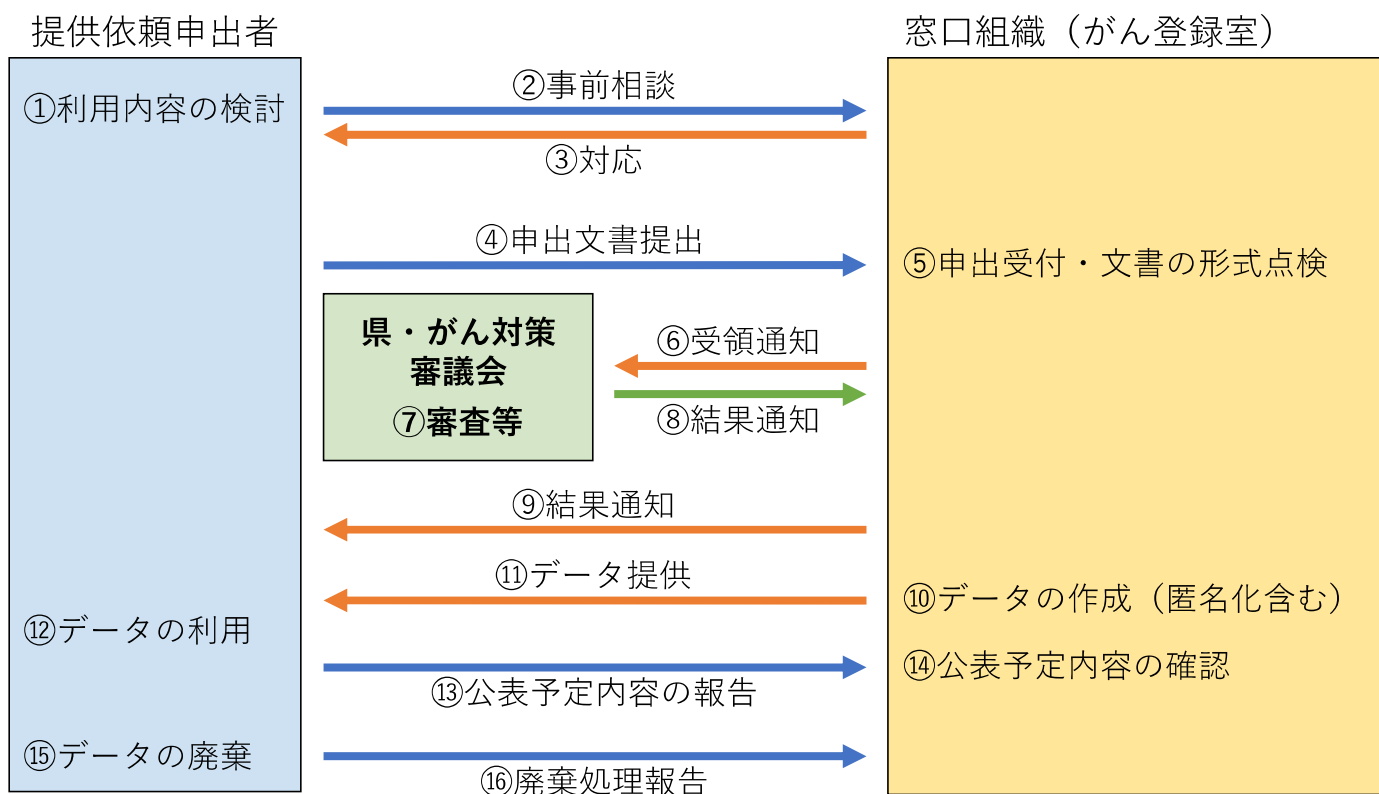 提供依頼申出者
窓口組織（がん登録室）
①利用内容の検討
②事前相談
③対応
④申出文書提出
⑤申出受付・文書の形式点検
県・がん対策
審議会
⑦審査等
⑥受領通知
⑧結果通知
⑨結果通知
⑪データ提供
⑩データの作成（匿名化含む）
⑫データの利用
⑬公表予定内容の報告
⑭公表予定内容の確認
⑮データの廃棄
⑯廃棄処理報告